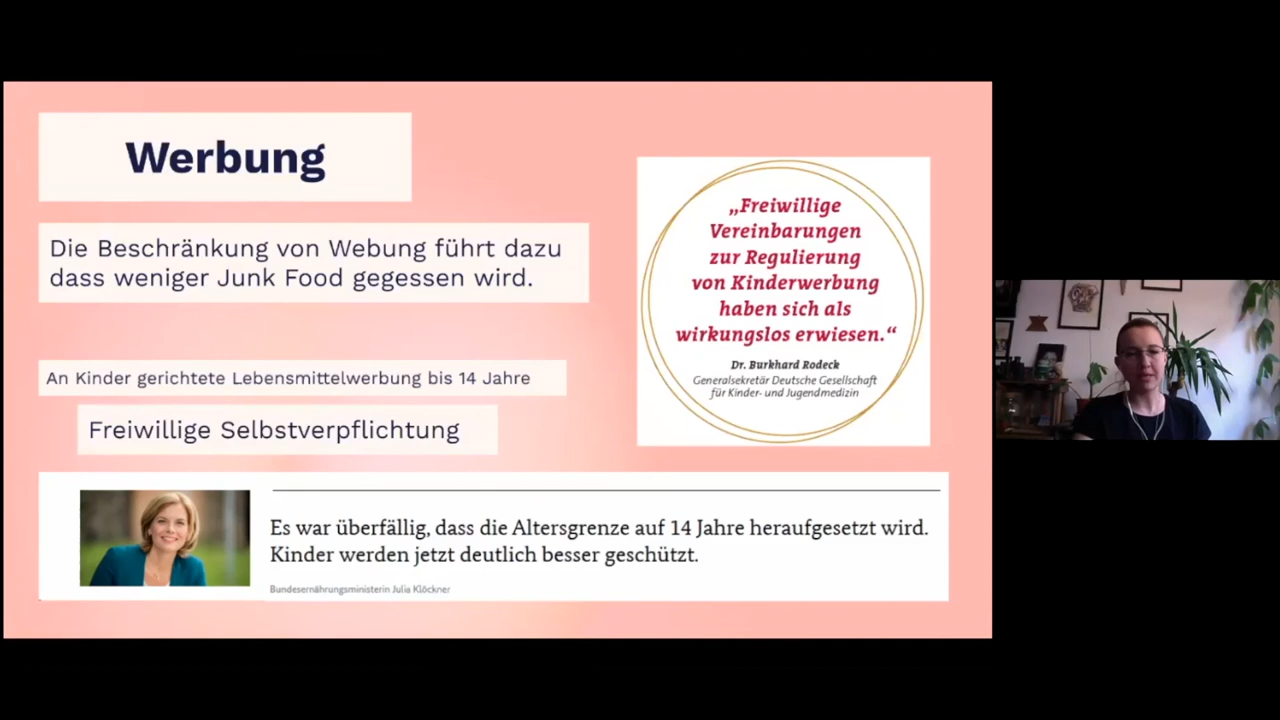 Werbung
Die Beschränkung von Webung führt dazu
dass weniger Junk Food gegessen wird.
An Kinder gerichtete Lebensmittelwerbung bis 14 Jahre
Freiwillige Selbstverpflichtung
„Freiwillige
Vereinbarungen
zur Regulierung
von Kinderwerbung
haben sich als
wirkungslos erwiesen.“
Dr. Burkhard Rodeck
Generalsekretär Deutsche Gesellschaft
für Kinder- und Jugendmedizin
Es war überfällig, dass die Altersgrenze auf 14 Jahre heraufgesetzt wird.
Kinder werden jetzt deutlich besser geschützt.
Bundesernährungsministerin Julia Klöckner